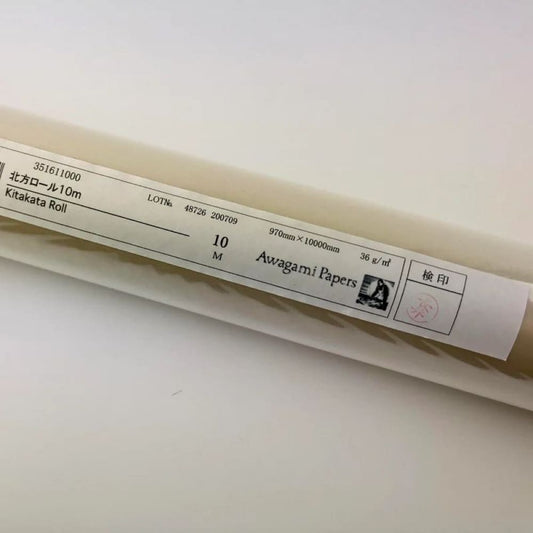 351611000
北方ロール10m
Kitakata Roll
LOT№ 48726 200709
970mm×10000mm
36 g/㎡
10
M
Awagami Papers
検印